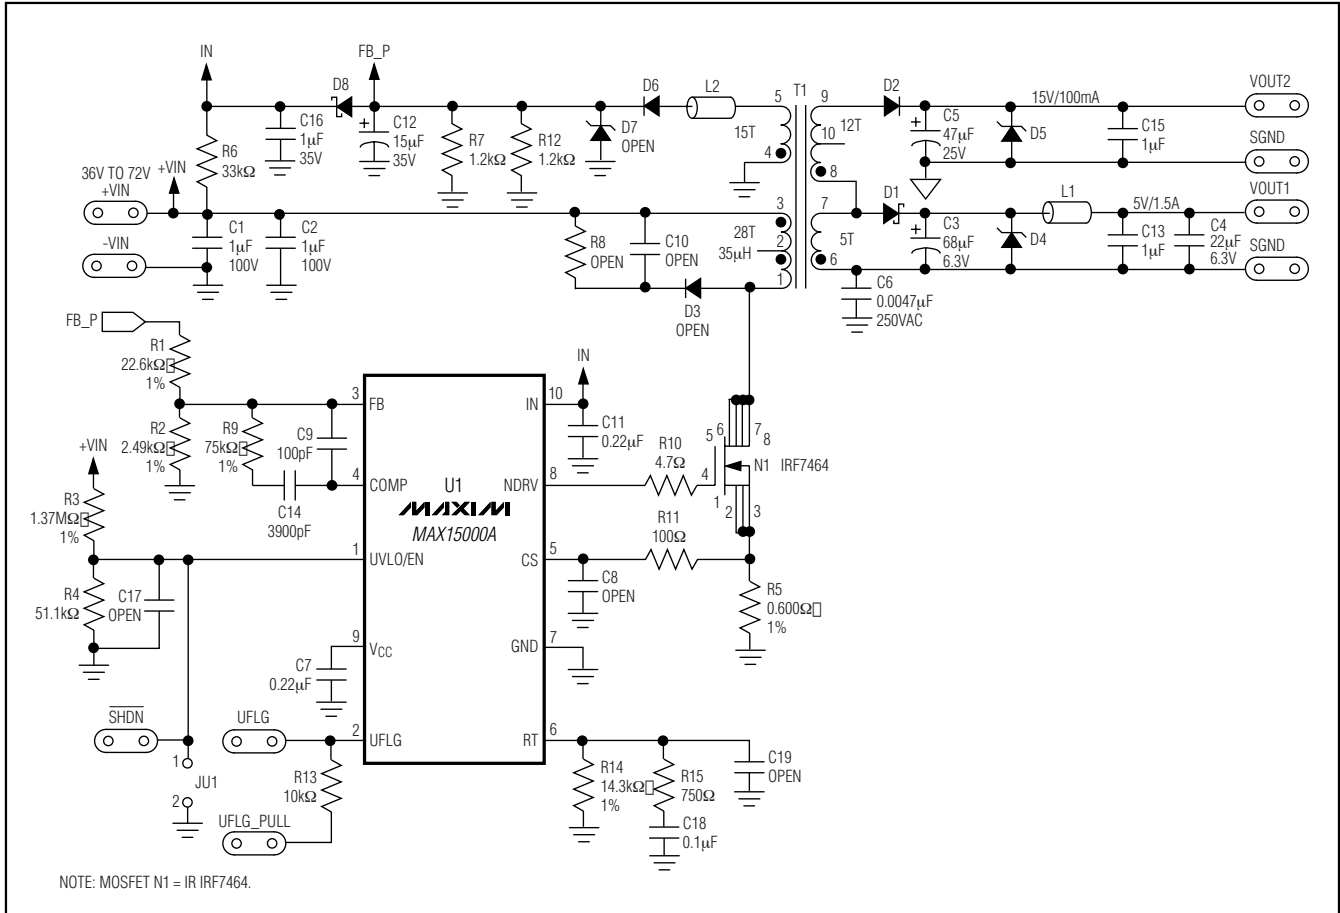 IN
FB_P
D8
C16
1µF
35V
+
C12
15µF
35V
R7
1.2kΩ
R12
1.2kΩ
D7
OPEN
D6
L2
T1
5
15T
4
9
10
12T
8
D2
+
C5
47µF
25V
15V/100mA
D5
C15
1µF
VOUT2
SGND
R6
33kΩ
36V TO 72V
+VIN
+VIN
-VIN
C1
1µF
100V
C2
1µF
100V
R8
OPEN
C10
OPEN
D3
OPEN
3
28T
2
35µH
1
7
5T
6
D1
+
C3
68µF
6.3V
D4
L1
5V/1.5A
C13
1µF
C4
22µF
6.3V
VOUT1
SGND
C6
0.0047µF
250VAC
FB_P
R1
22.6kΩ
1%
R2
2.49kΩ
1%
R9
75kΩ
1%
C9
100pF
C14
3900pF
+VIN
R3
1.37MΩ
1%
R4
51.1kΩ
C17
OPEN
3
FB
4
COMP
1
UVLO/EN
9
VCC
2
UFLG
U1
MAXIM
MAX15000A
10
IN
8
NDRV
5
CS
7
GND
6
RT
IN
C11
0.22µF
R10
4.7Ω
R11
100Ω
C8
OPEN
5
6
7
8
4
1
2
3
N1 IRF7464
R5
0.600Ω
1%
C7
0.22µF
SHDN
UFLG
1
JU1
2
R13
10kΩ
UFLG_PULL
R14
14.3kΩ
1%
R15
750Ω
C18
0.1µF
C19
OPEN
NOTE: MOSFET N1 = IR IRF7464.